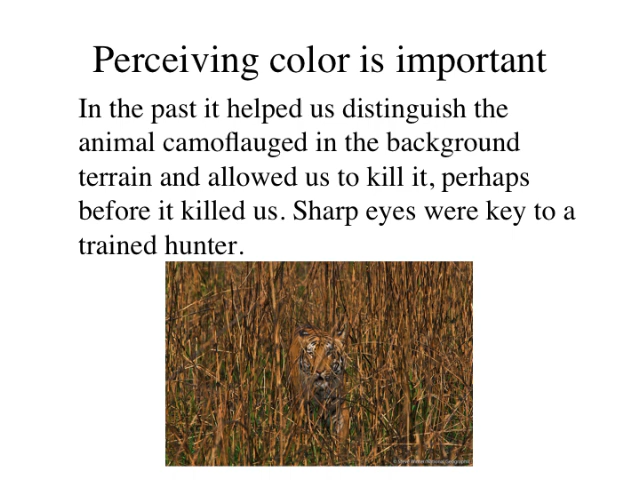 Perceiving color is important
In the past it helped us distinguish the
animal camoflauged in the background
terrain and allowed us to kill it, perhaps
before it killed us. Sharp eyes were key to a
trained hunter.